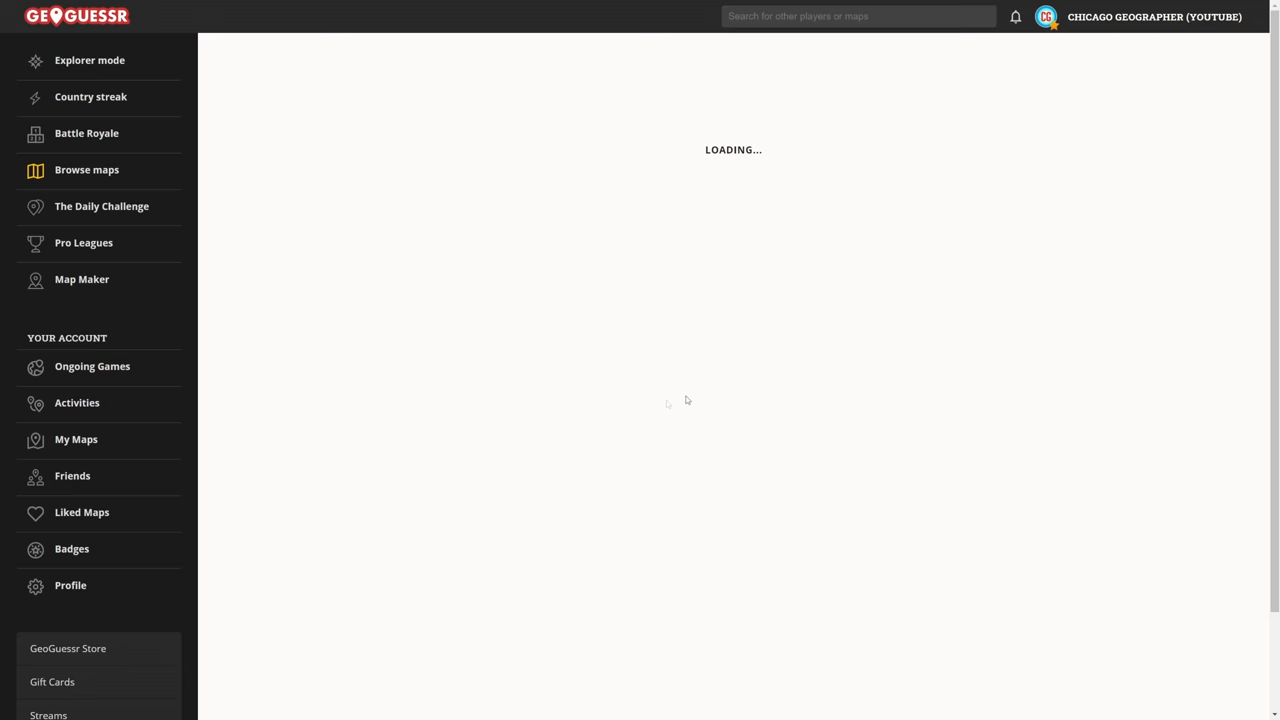 GEOGUESSR
Search for other players or maps
CG
CHICAGO GEOGRAPHER (YOUTUBE)
Explorer mode
Country streak
Battle Royale
Browse maps
The Daily Challenge
Pro Leagues
Map Maker
LOADING...
YOUR ACCOUNT
Ongoing Games
Activities
My Maps
Friends
Liked Maps
Badges
Profile
GeoGuessr Store
Gift Cards
Streams